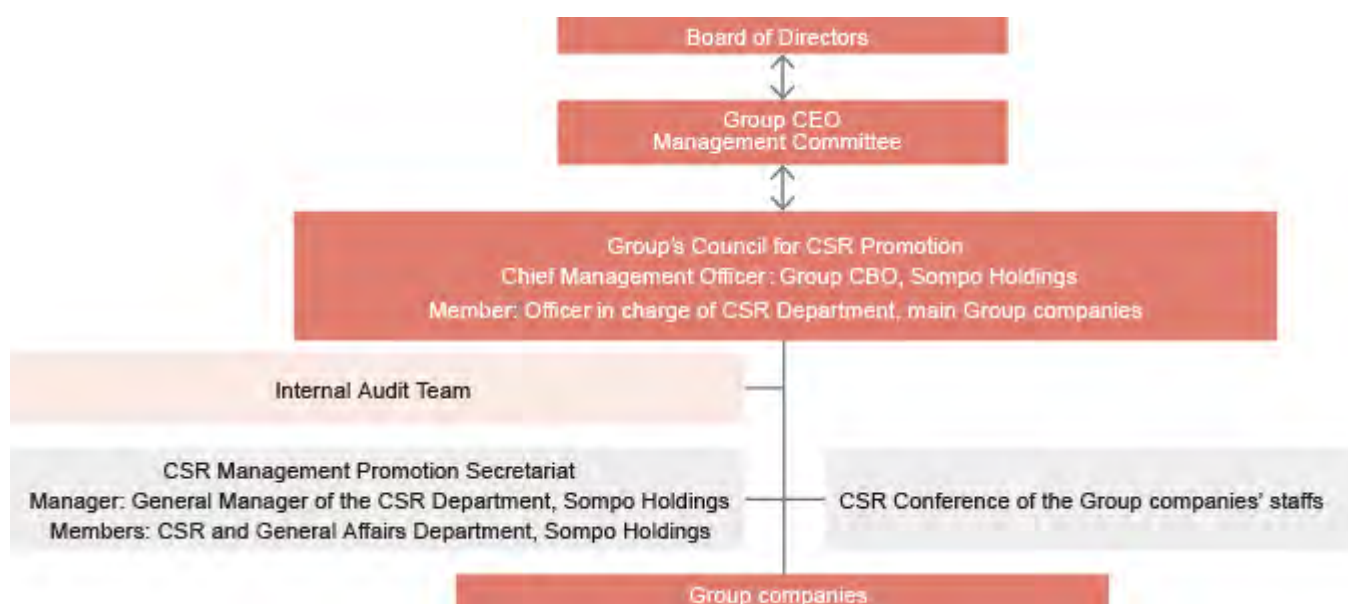 Board of Directors
Group CEO
Management Committee
Group's Council for CSR Promotion
Chief Management Officer : Group CBO, Sompo Holdings
Member: Officer in charge of CSR Department, main Group companies
Internal Audit Team
CSR Management Promotion Secretariat
Manager: General Manager of the CSR Department, Sompo Holdings
Members: CSR and General Affairs Department, Sompo Holdings
CSR Conference of the Group companies' staffs
Group companies